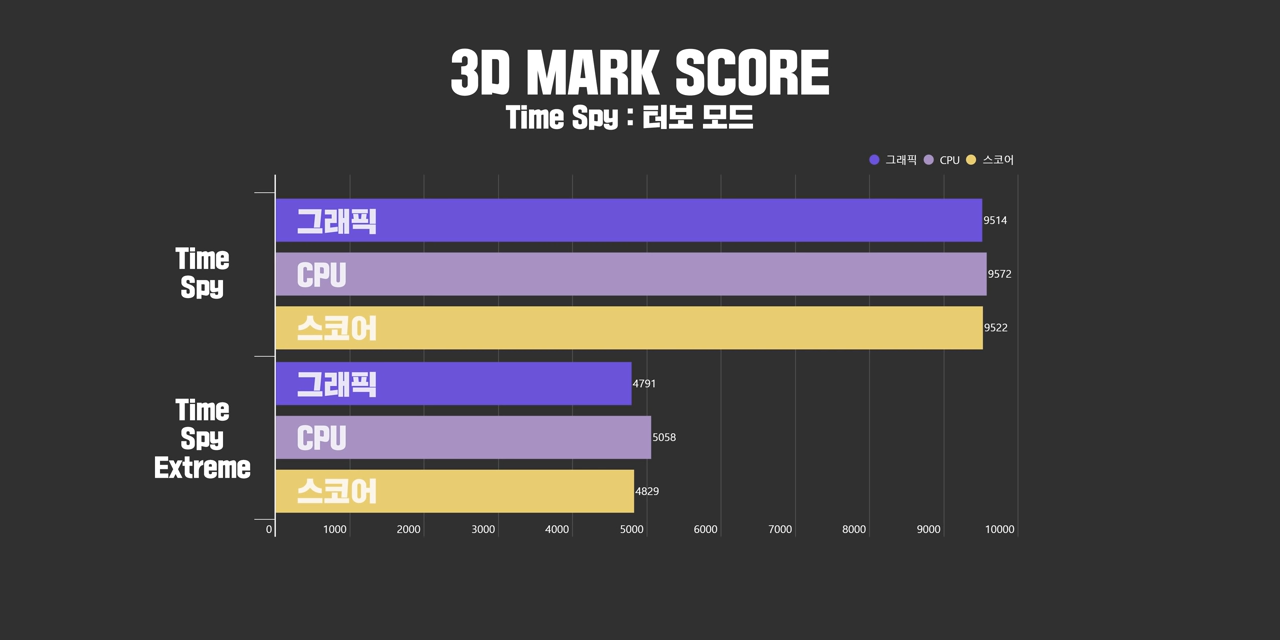 3D MARK SCORE
Time Spy : 터보 모드
그래픽 CPU 스코어
Time
Spy
그래픽 9514
CPU 9572
스코어 9522
Time
Spy
Extreme
그래픽 4791
CPU 5058
스코어 4829
0 1000 2000 3000 4000 5000 6000 7000 8000 9000 10000